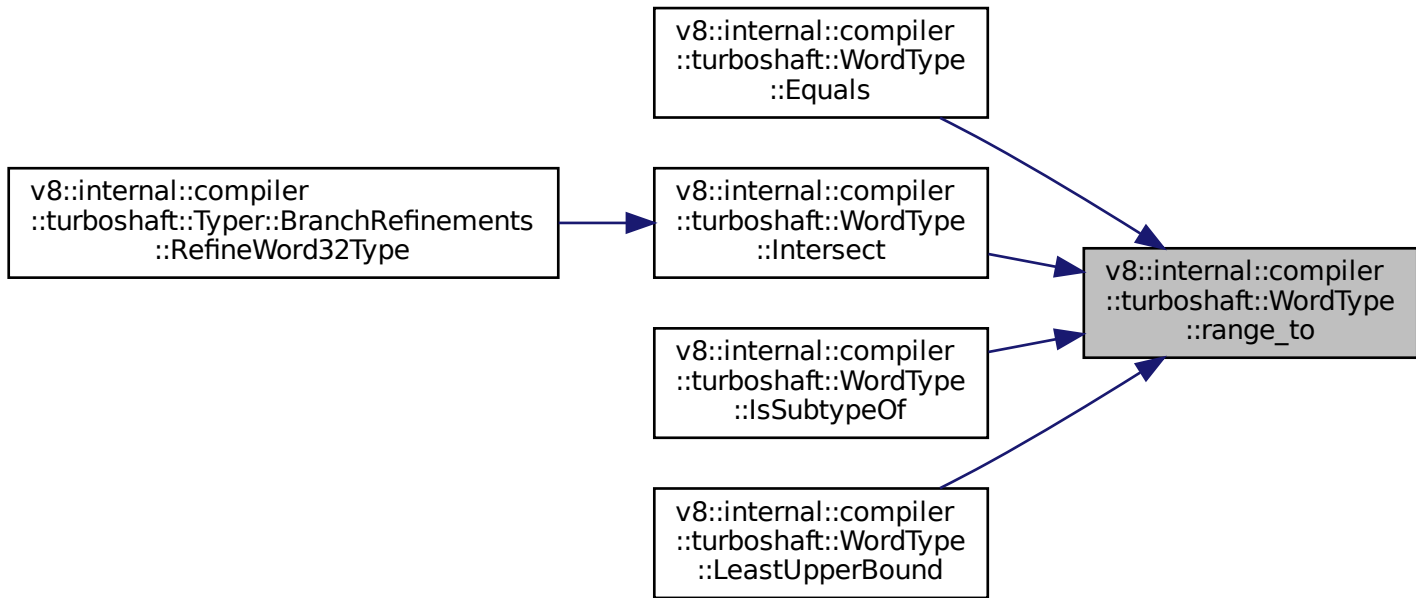 v8::internal::compiler
::turboshaft::WordType
::Equals
v8::internal::compiler
::turboshaft::Typer::BranchRefinements
::RefineWord32Type
v8::internal::compiler
::turboshaft::WordType
::Intersect
v8::internal::compiler
::turboshaft::WordType
::range_to
v8::internal::compiler
::turboshaft::WordType
::IsSubtypeOf
v8::internal::compiler
::turboshaft::WordType
::LeastUpperBound